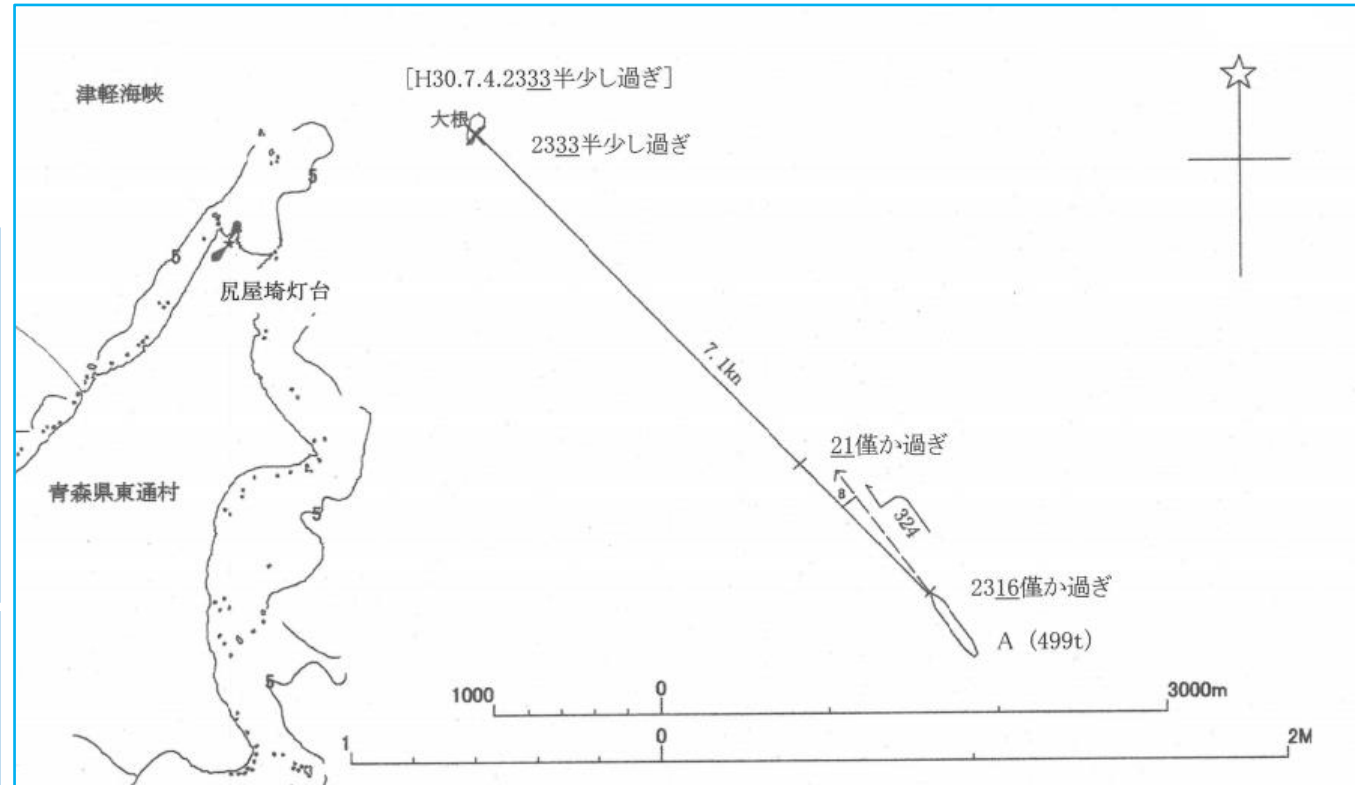 [H30.7.4.2333半少し過ぎ]
津軽海峡
大根
2333半少し過ぎ
5
5
尻屋埼灯台
7.1kn
21僅か過ぎ
8
324
青森県東通村
5
2316僅か過ぎ
A (499t)
5
1000 0 3000m
1 0 2M